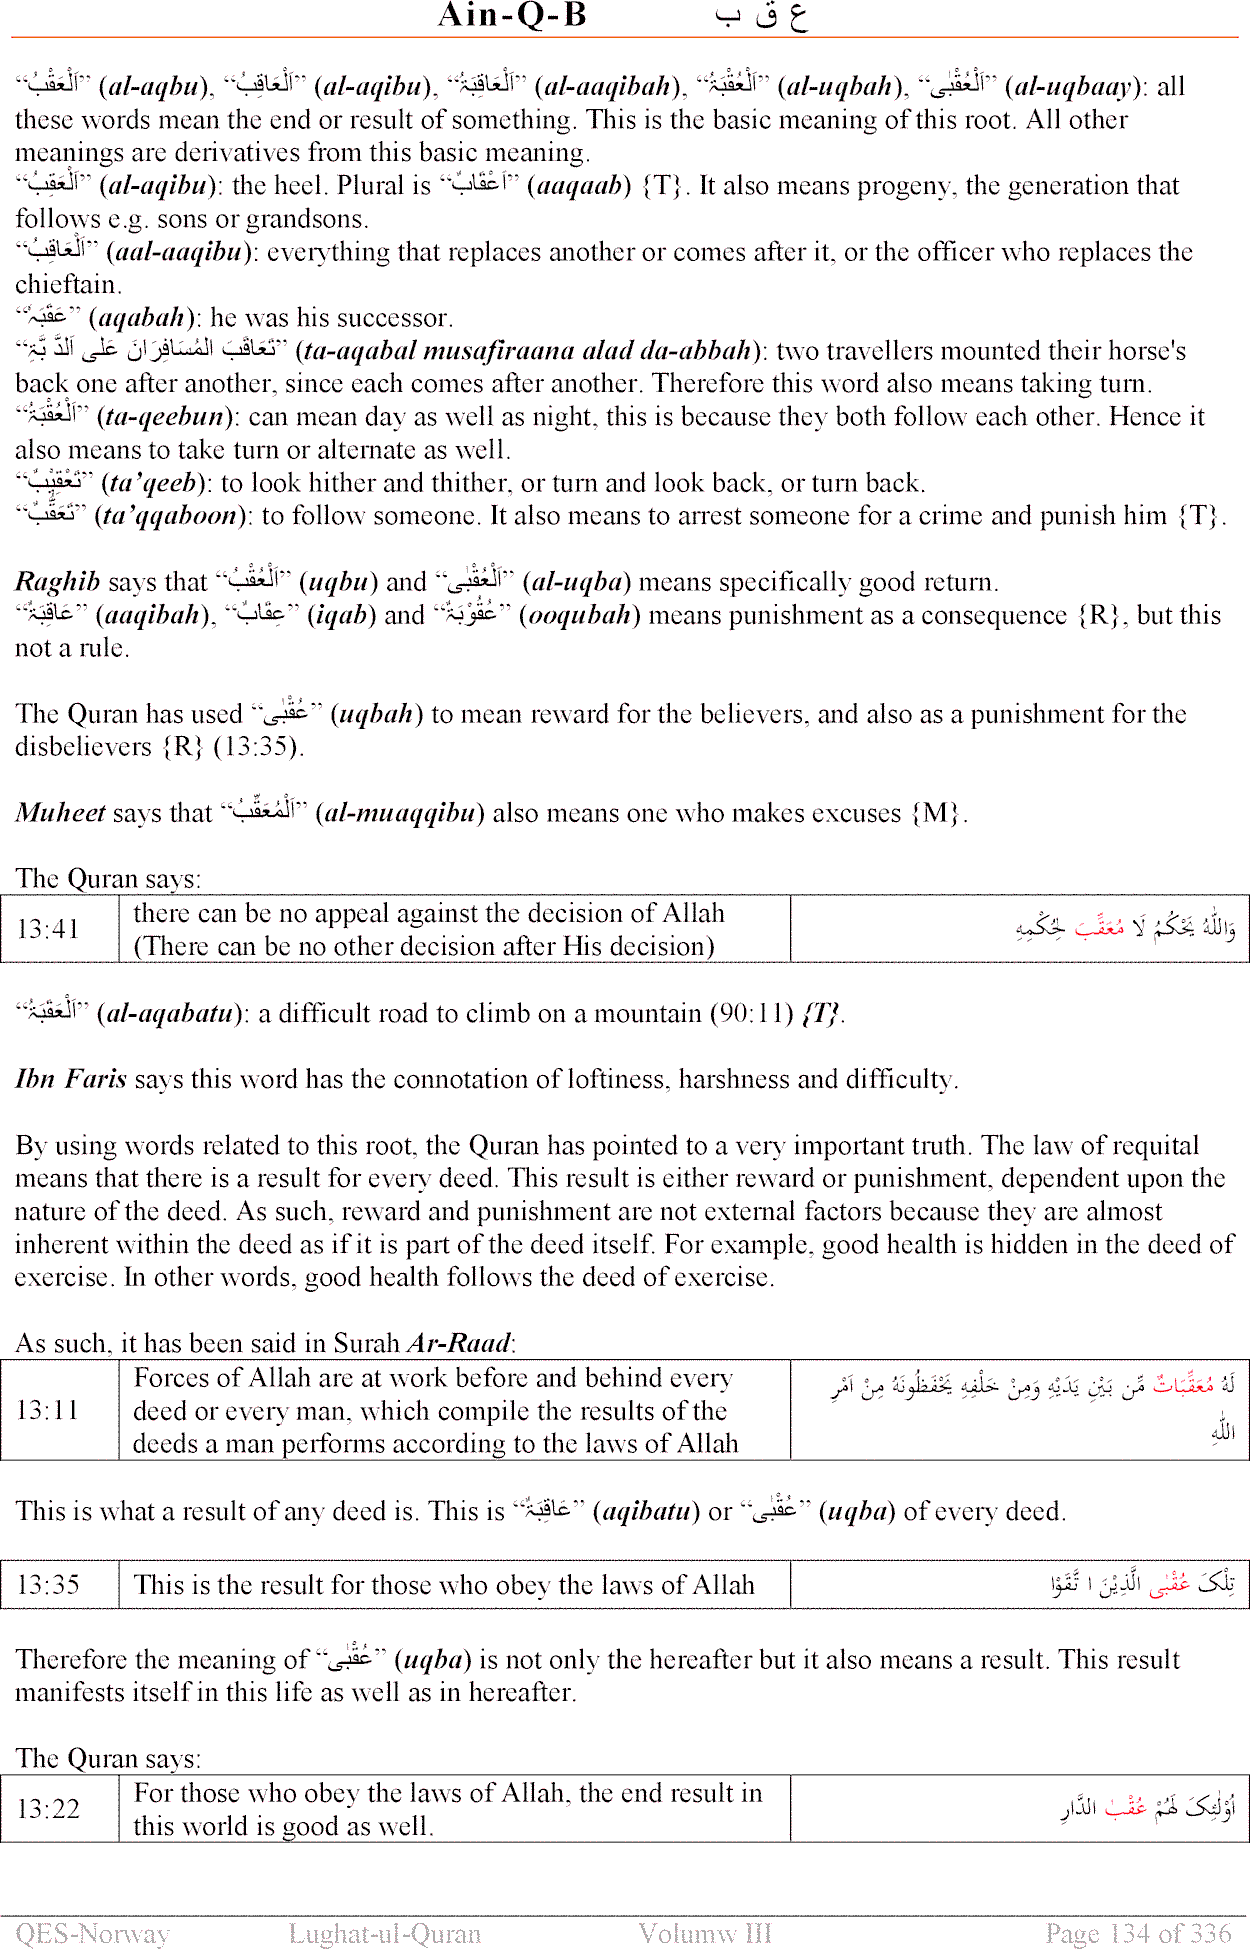 Ain-Q-B ع ق ب
“اَلْعَقْبُ” (al-aqbu), “اَلْعَاقِبُ” (al-aqibu), “اَلْعَاقِبَۃُ” (al-aaqibah), “اَلْعُقْبَۃُ” (al-uqbah), “اَلْعُقْبٰی” (al-uqbaay): all
these words mean the end or result of something. This is the basic meaning of this root. All other
meanings are derivatives from this basic meaning.
“اَلْعَقِبُ” (al-aqibu): the heel. Plural is “اَعْقَابٌ” (aaqaab) {T}. It also means progeny, the generation that
follows e.g. sons or grandsons.
“اَلْعَاقِبُ” (aal-aaqibu): everything that replaces another or comes after it, or the officer who replaces the
chieftain.
“عَقَبَہٗ” (aqabah): he was his successor.
“تَعَاقَبَ المُسَافِرَانَ عَلٰی اَلدَّ بَّۃِ” (ta-aqabal musafiraana alad da-abbah): two travellers mounted their horse's
back one after another, since each comes after another. Therefore this word also means taking turn.
“اَلْعُقْبَۃُ” (ta-qeebun): can mean day as well as night, this is because they both follow each other. Hence it
also means to take turn or alternate as well.
“تَعْقِیْبٌ” (ta’qeeb): to look hither and thither, or turn and look back, or turn back.
“تَعَقُّبٌ” (ta’qqaboon): to follow someone. It also means to arrest someone for a crime and punish him {T}.
Raghib says that “اَلْعُقْبُ” (uqbu) and “اَلْعُقْبٰی” (al-uqba) means specifically good return.
“عَاقِبَۃٌ” (aaqibah), “عِقَابٌ” (iqab) and “عُقُوْبَۃٌ” (ooqubah) means punishment as a consequence {R}, but this
not a rule.
The Quran has used “عُقْبٰی” (uqbah) to mean reward for the believers, and also as a punishment for the
disbelievers {R} (13:35).
Muheet says that “اَلْمُعَقِّبُ” (al-muaqqibu) also means one who makes excuses {M}.
The Quran says:
13:41 there can be no appeal against the decision of Allah وَاللّٰہُ یَحْکُمُ لَا مُعَقِّبَ لِحُکْمِہِ
(There can be no other decision after His decision)
“اَلْعَقَبَۃُ” (al-aqabatu): a difficult road to climb on a mountain (90:11) {T}.
Ibn Faris says this word has the connotation of loftiness, harshness and difficulty.
By using words related to this root, the Quran has pointed to a very important truth. The law of requital
means that there is a result for every deed. This result is either reward or punishment, dependent upon the
nature of the deed. As such, reward and punishment are not external factors because they are almost
inherent within the deed as if it is part of the deed itself. For example, good health is hidden in the deed of
exercise. In other words, good health follows the deed of exercise.
As such, it has been said in Surah Ar-Raad:
13:11 Forces of Allah are at work before and behind every لَہُ مُعَقِّبَاتٌ مِّن بَیْنِ یَدَیْہِ وَمِنْ خَلْفِہِ یَحْفَظُونَہُ مِنْ اَمْرِ
deed or every man, which compile the results of the اللّٰہِ
deeds a man performs according to the laws of Allah
This is what a result of any deed is. This is “عَاقِبَۃٌ” (aqibatu) or “عُقْبٰی” (uqba) of every deed.
13:35 This is the result for those who obey the laws of Allah تِلْکَ عُقْبٰی الَّذِیْنَ ا تَّقَوْا
Therefore the meaning of “عُقْبٰی” (uqba) is not only the hereafter but it also means a result. This result
manifests itself in this life as well as in hereafter.
The Quran says:
13:22 For those who obey the laws of Allah, the end result in اُوْلٰئِکَ لَھُمْ عُقْبٰ الدَّارِ
this world is good as well.
QES-Norway Lughat-ul-Quran Volumw III Page 134 of 336